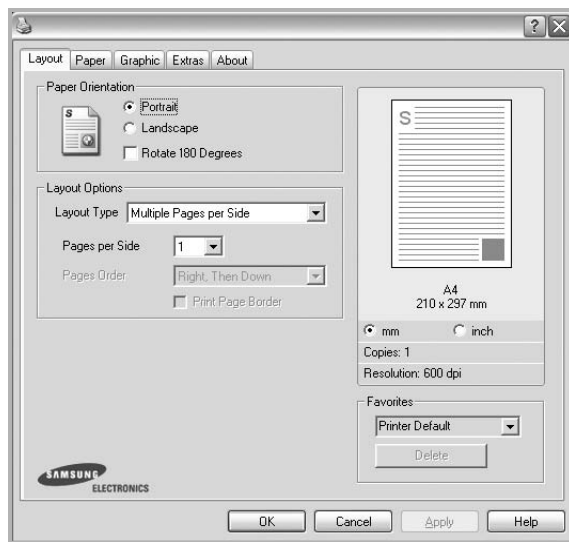 Layout Paper Graphic Extras About
Paper Orientation
S
Portrait
Landscape
Rotate 180 Degrees
Layout Options
Layout Type Multiple Pages per Side
Pages per Side 1
Pages Order Right, Then Down
Print Page Border
S
A4
210 x 297 mm
mm inch
Copies: 1
Resolution: 600 dpi
Favorites
Printer Default
Delete
SAMSUNG
ELECTRONICS
OK Cancel Apply Help